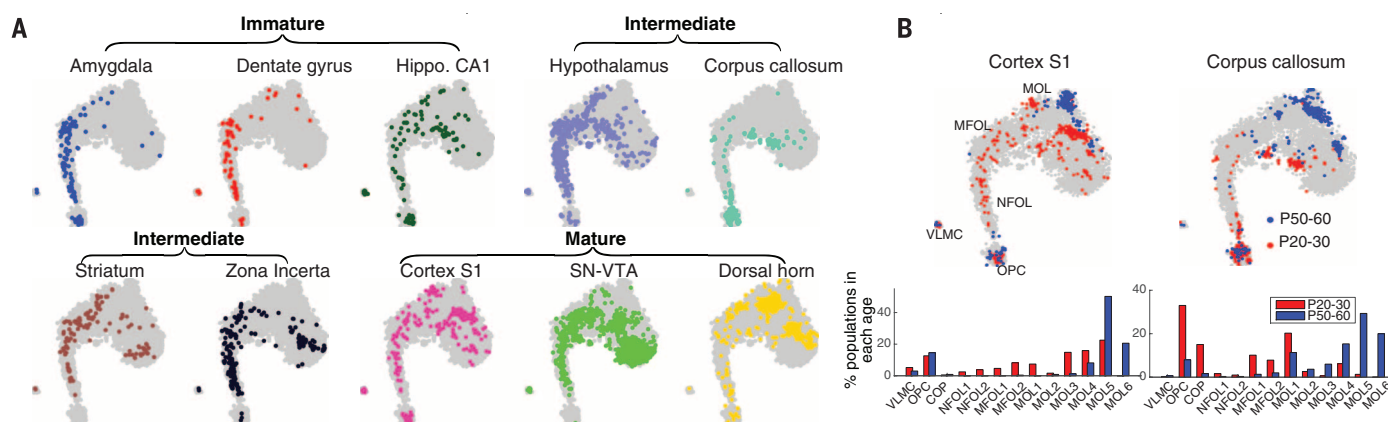 A
Immature
Intermediate
Amygdala
Dentate gyrus
Hippo. CA1
Hypothalamus
Corpus callosum
Intermediate
Mature
Striatum
Zona Incerta
Cortex S1
SN-VTA
Dorsal horn
B
Cortex S1
Corpus callosum
MOL
MFOL
NFOL
VLMC
OPC
P50-60
P20-30
% populations in
each age
40
20
0
VLMC
OPC
COP
NFOL1
NFOL2
MFOL1
MFOL2
MOL1
MOL2
MOL3
MOL4
MOL5
MOL6
40
20
0
P20-30
P50-60
VLMC
OPC
COP
NFOL1
NFOL2
MFOL1
MFOL2
MOL1
MOL2
MOL3
MOL4
MOL5
MOL6